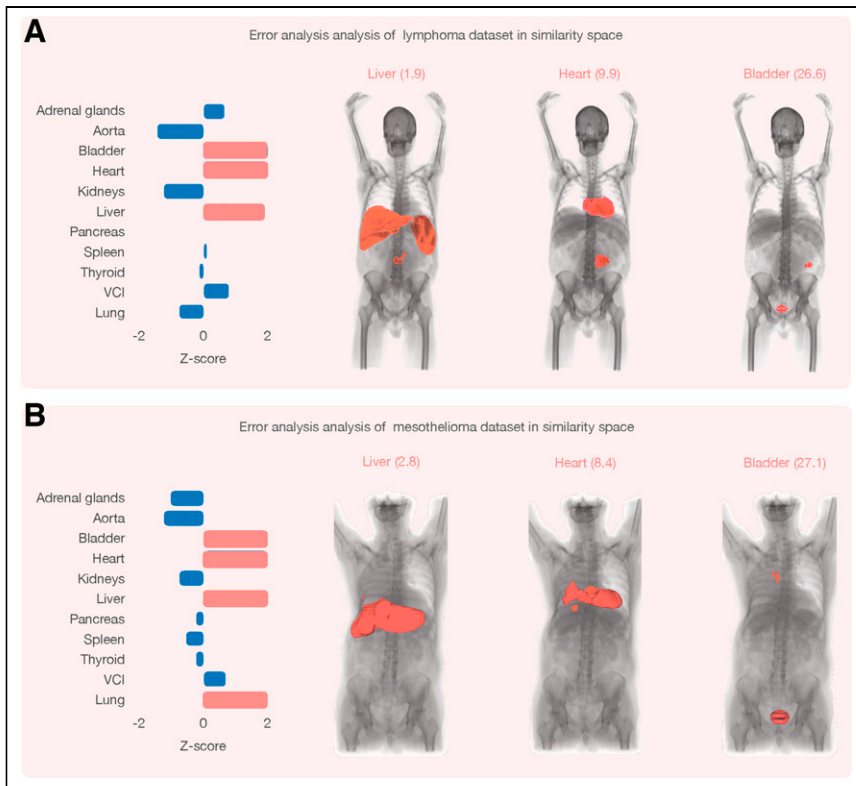 A
Error analysis analysis of lymphoma dataset in similarity space
Liver (1.9)
Heart (9.9)
Bladder (26.6)
Adrenal glands
Aorta
Bladder
Heart
Kidneys
Liver
Pancreas
Spleen
Thyroid
VCI
Lung
-2
0
2
Z-score
B
Error analysis analysis of mesothelioma dataset in similarity space
Liver (2.8)
Heart (8.4)
Bladder (27.1)
Adrenal glands
Aorta
Bladder
Heart
Kidneys
Liver
Pancreas
Spleen
Thyroid
VCI
Lung
-2
0
2
Z-score